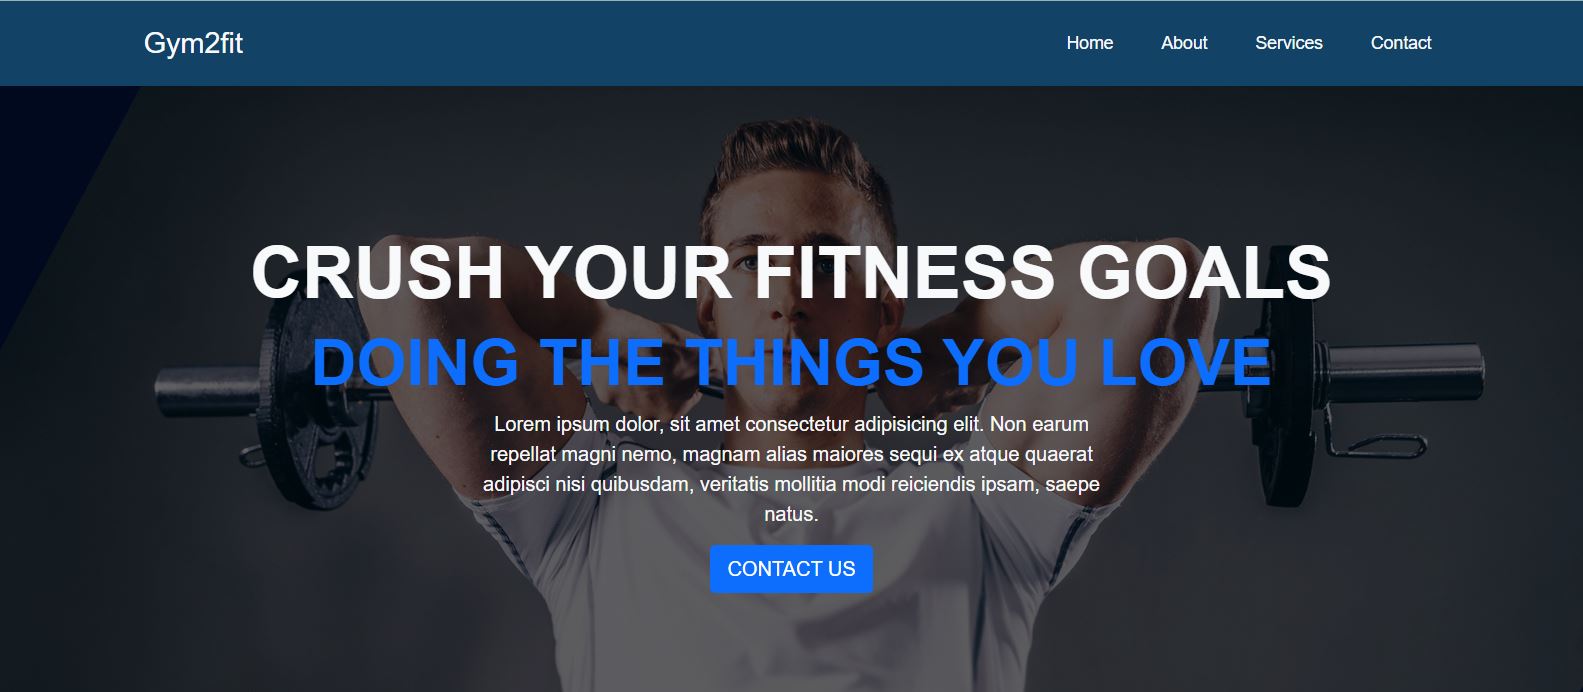 Gym2fit
Home About Services Contact
CRUSH YOUR FITNESS GOALS
DOING THE THINGS YOU LOVE
Lorem ipsum dolor, sit amet consectetur adipisicing elit. Non earum
repellat magni nemo, magnam alias maiores sequi ex atque quaerat
adipisci nisi quibusdam, veritatis mollitia modi reiciendis ipsam, saepe
natus.
CONTACT US